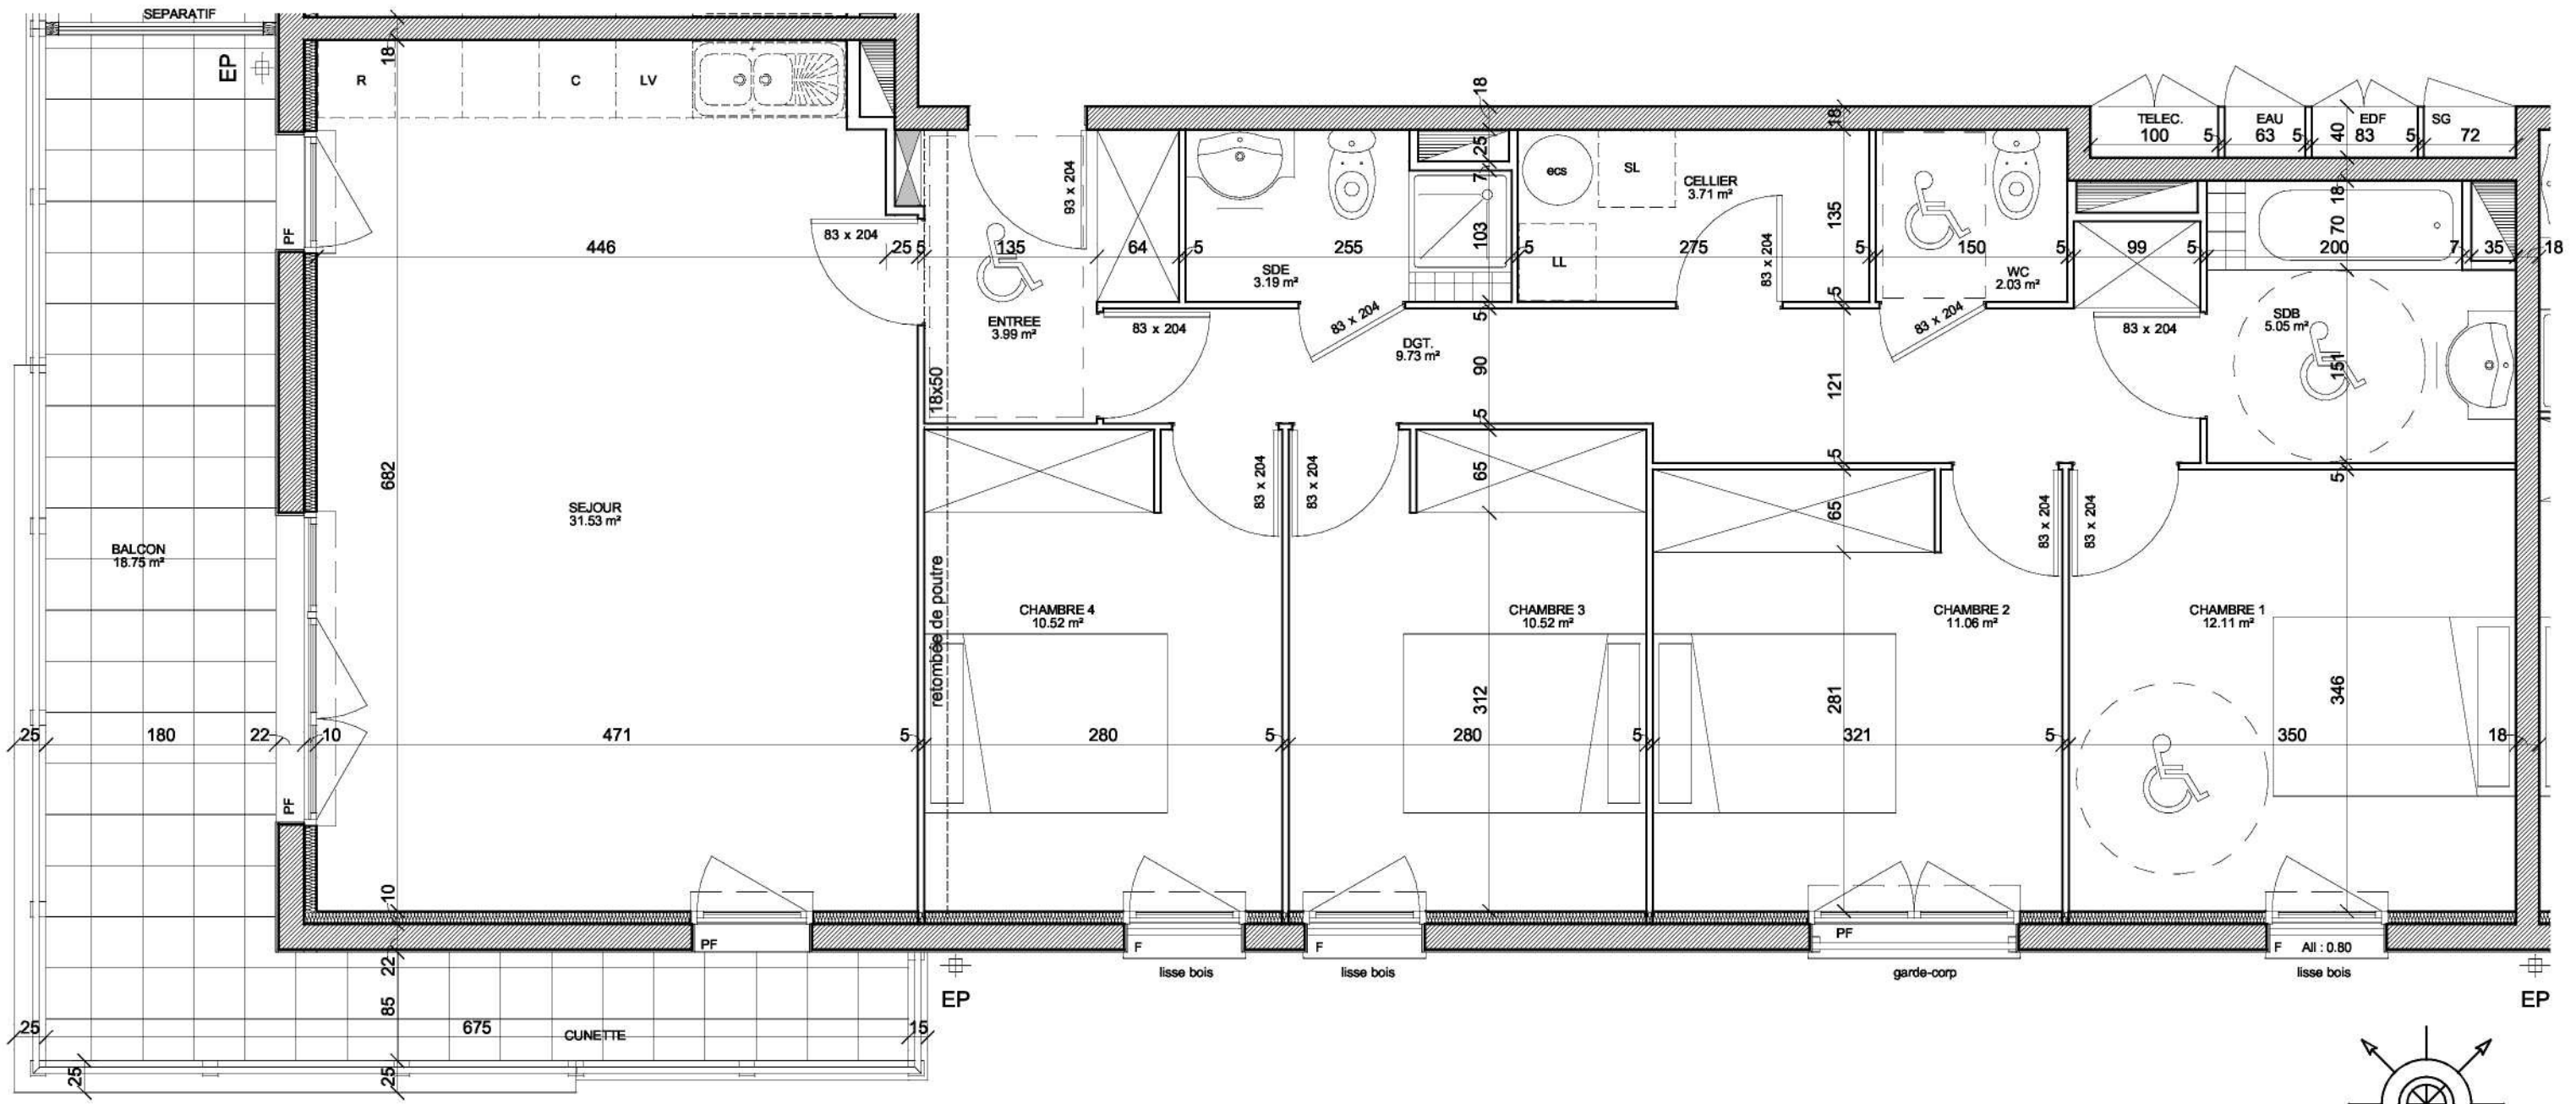 SEPARATIF
EP
18
R
C
LV
18
93 x 204
PF
446
83 x 204
25
5
135
64
5
255
25
7
103
5
ecs
SL
CELLIER
3.71 m²
LL
275
83 x 204
18
135
5
5
150
5
WC
2.03 m²
99
5
TELEC.
100
5
EAU
63
5
40
EDF
83
5
SG
72
18
70
200
7
35
18
SDE
3.19 m²
ENTREE
3.99 m²
83 x 204
83 x 204
5
DGT.
9.73 m²
90
5
121
5
83 x 204
83 x 204
SDB
5.05 m²
151
5
18x50
682
SEJOUR
31.53 m²
BALCON
18.75 m²
retombée de poutre
83 x 204
83 x 204
65
65
83 x 204
83 x 204
CHAMBRE 4
10.52 m²
CHAMBRE 3
10.52 m²
CHAMBRE 2
11.06 m²
CHAMBRE 1
12.11 m²
312
281
346
25
180
22
10
471
5
280
5
280
5
321
5
350
18
PF
10
PF
F
F
PF
F
All : 0.80
lisse bois
lisse bois
garde-corp
lisse bois
22
EP
EP
85
25
675
CUNETTE
15
25
25